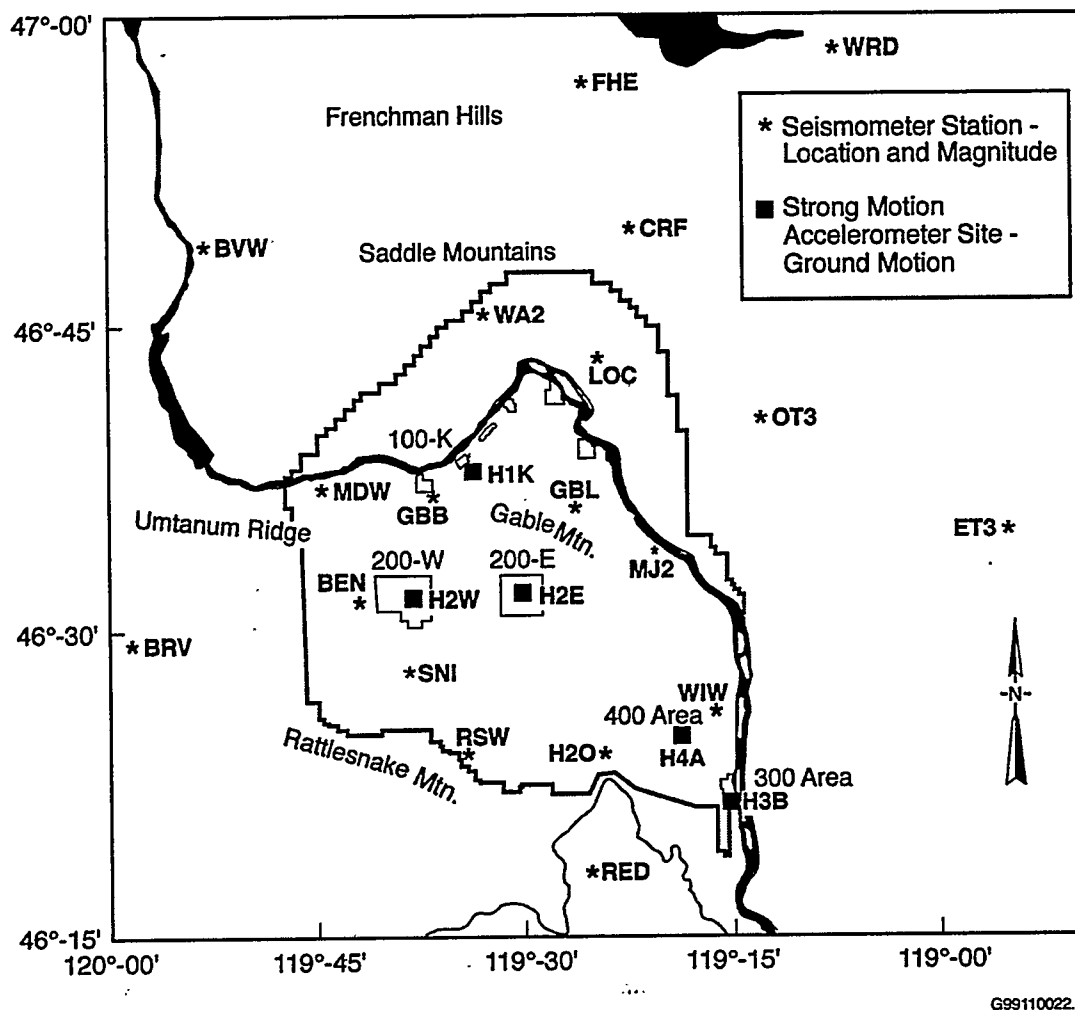 47°-00'
*WRD
*FHE
Frenchman Hills
* Seismometer Station -
Location and Magnitude
■ Strong Motion
Accelerometer Site -
Ground Motion
*CRF
*BVW
Saddle Mountains
*WA2
46°-45'
*LOC
*OT3
100-K
■ H1K
*MDW
*GBB
GBL*
Gable Mtn.
Umtanum Ridge
ET3*
200-W
200-E
MJ2
BEN*
■ H2W
■ H2E
46°-30'
*BRV
*SNI
WIW*
400 Area
-N-
RSW*
H2O*
■ H4A
Rattlesnake Mtn.
300 Area
■ H3B
*RED
46°-15'
120°-00'
119°-45'
119°-30'
119°-15'
119°-00'
G99110022.